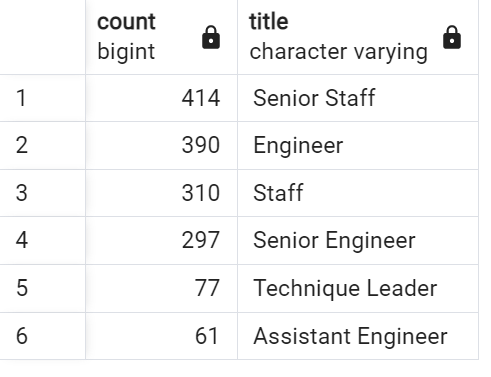 count title
bigint character varying
1 414 Senior Staff
2 390 Engineer
3 310 Staff
4 297 Senior Engineer
5 77 Technique Leader
6 61 Assistant Engineer